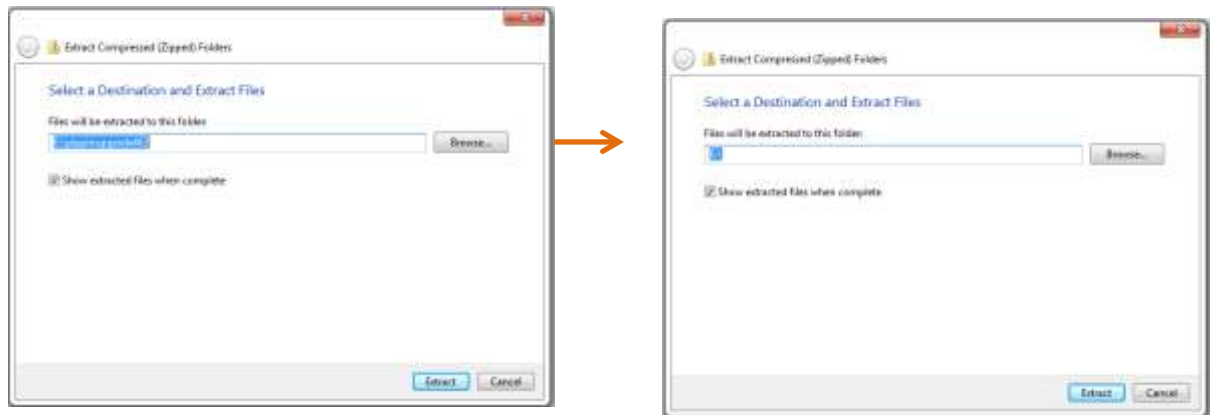 Extract Compressed (Zipped) Folders
Select a Destination and Extract Files
Files will be extracted to this folder:
Browse...
Show extracted files when complete
Extract
Cancel
Extract Compressed (Zipped) Folders
Select a Destination and Extract Files
Files will be extracted to this folder:
Browse...
Show extracted files when complete
Extract
Cancel